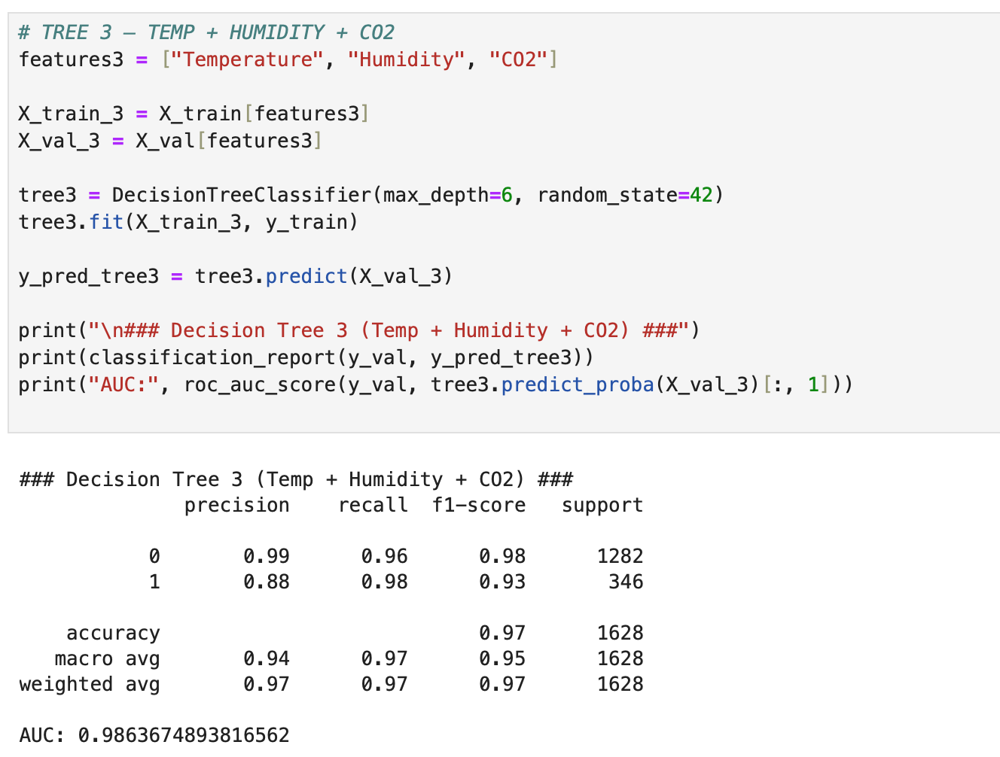 # TREE 3 – TEMP + HUMIDITY + CO2
features3 = ["Temperature", "Humidity", "CO2"]
X_train_3 = X_train[features3]
X_val_3 = X_val[features3]
tree3 = DecisionTreeClassifier(max_depth=6, random_state=42)
tree3.fit(X_train_3, y_train)
y_pred_tree3 = tree3.predict(X_val_3)
print("\n### Decision Tree 3 (Temp + Humidity + CO2) ###")
print(classification_report(y_val, y_pred_tree3))
print("AUC:", roc_auc_score(y_val, tree3.predict_proba(X_val_3)[:, 1]))
### Decision Tree 3 (Temp + Humidity + CO2) ###
precision recall f1-score support
0 0.99 0.96 0.98 1282
1 0.88 0.98 0.93 346
accuracy 0.97 1628
macro avg 0.94 0.97 0.95 1628
weighted avg 0.97 0.97 0.97 1628
AUC: 0.9863674893816562